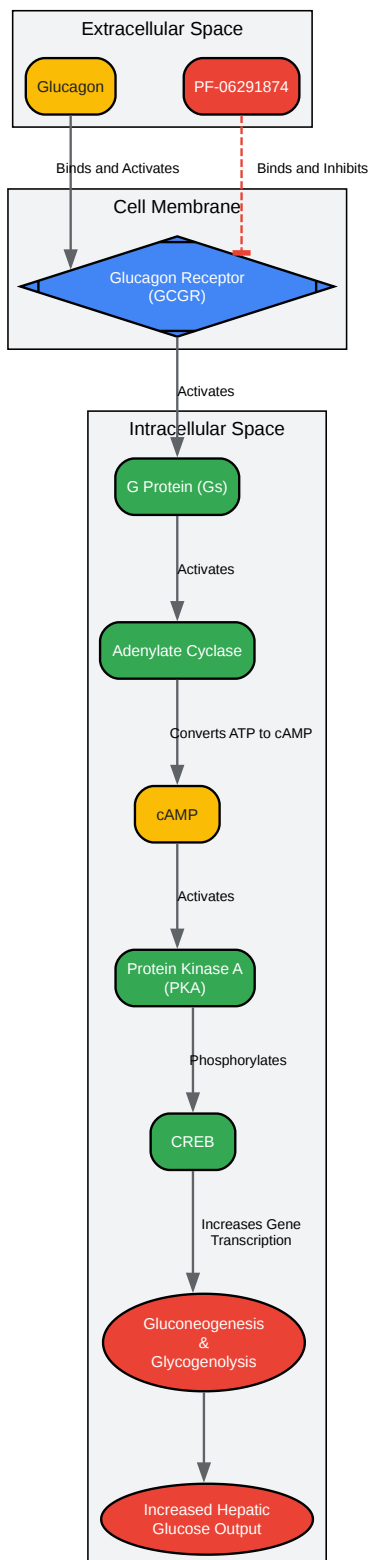 Extracellular Space
Glucagon
PF-06291874
Binds and Activates
Binds and Inhibits
Cell Membrane
Glucagon Receptor
(GCGR)
Activates
Intracellular Space
G Protein (Gs)
Activates
Adenylate Cyclase
Converts ATP to cAMP
cAMP
Activates
Protein Kinase A
(PKA)
Phosphorylates
CREB
Increases Gene
Transcription
Gluconeogenesis
&
Glycogenolysis
Increased Hepatic
Glucose Output